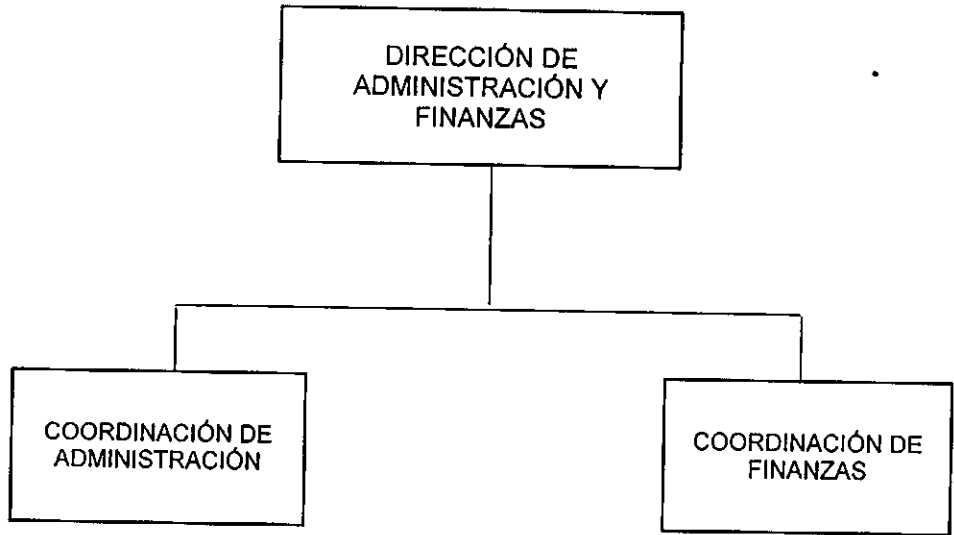 DIRECCIÓN DE
ADMINISTRACIÓN Y
FINANZAS
COORDINACIÓN DE
ADMINISTRACIÓN
COORDINACIÓN DE
FINANZAS